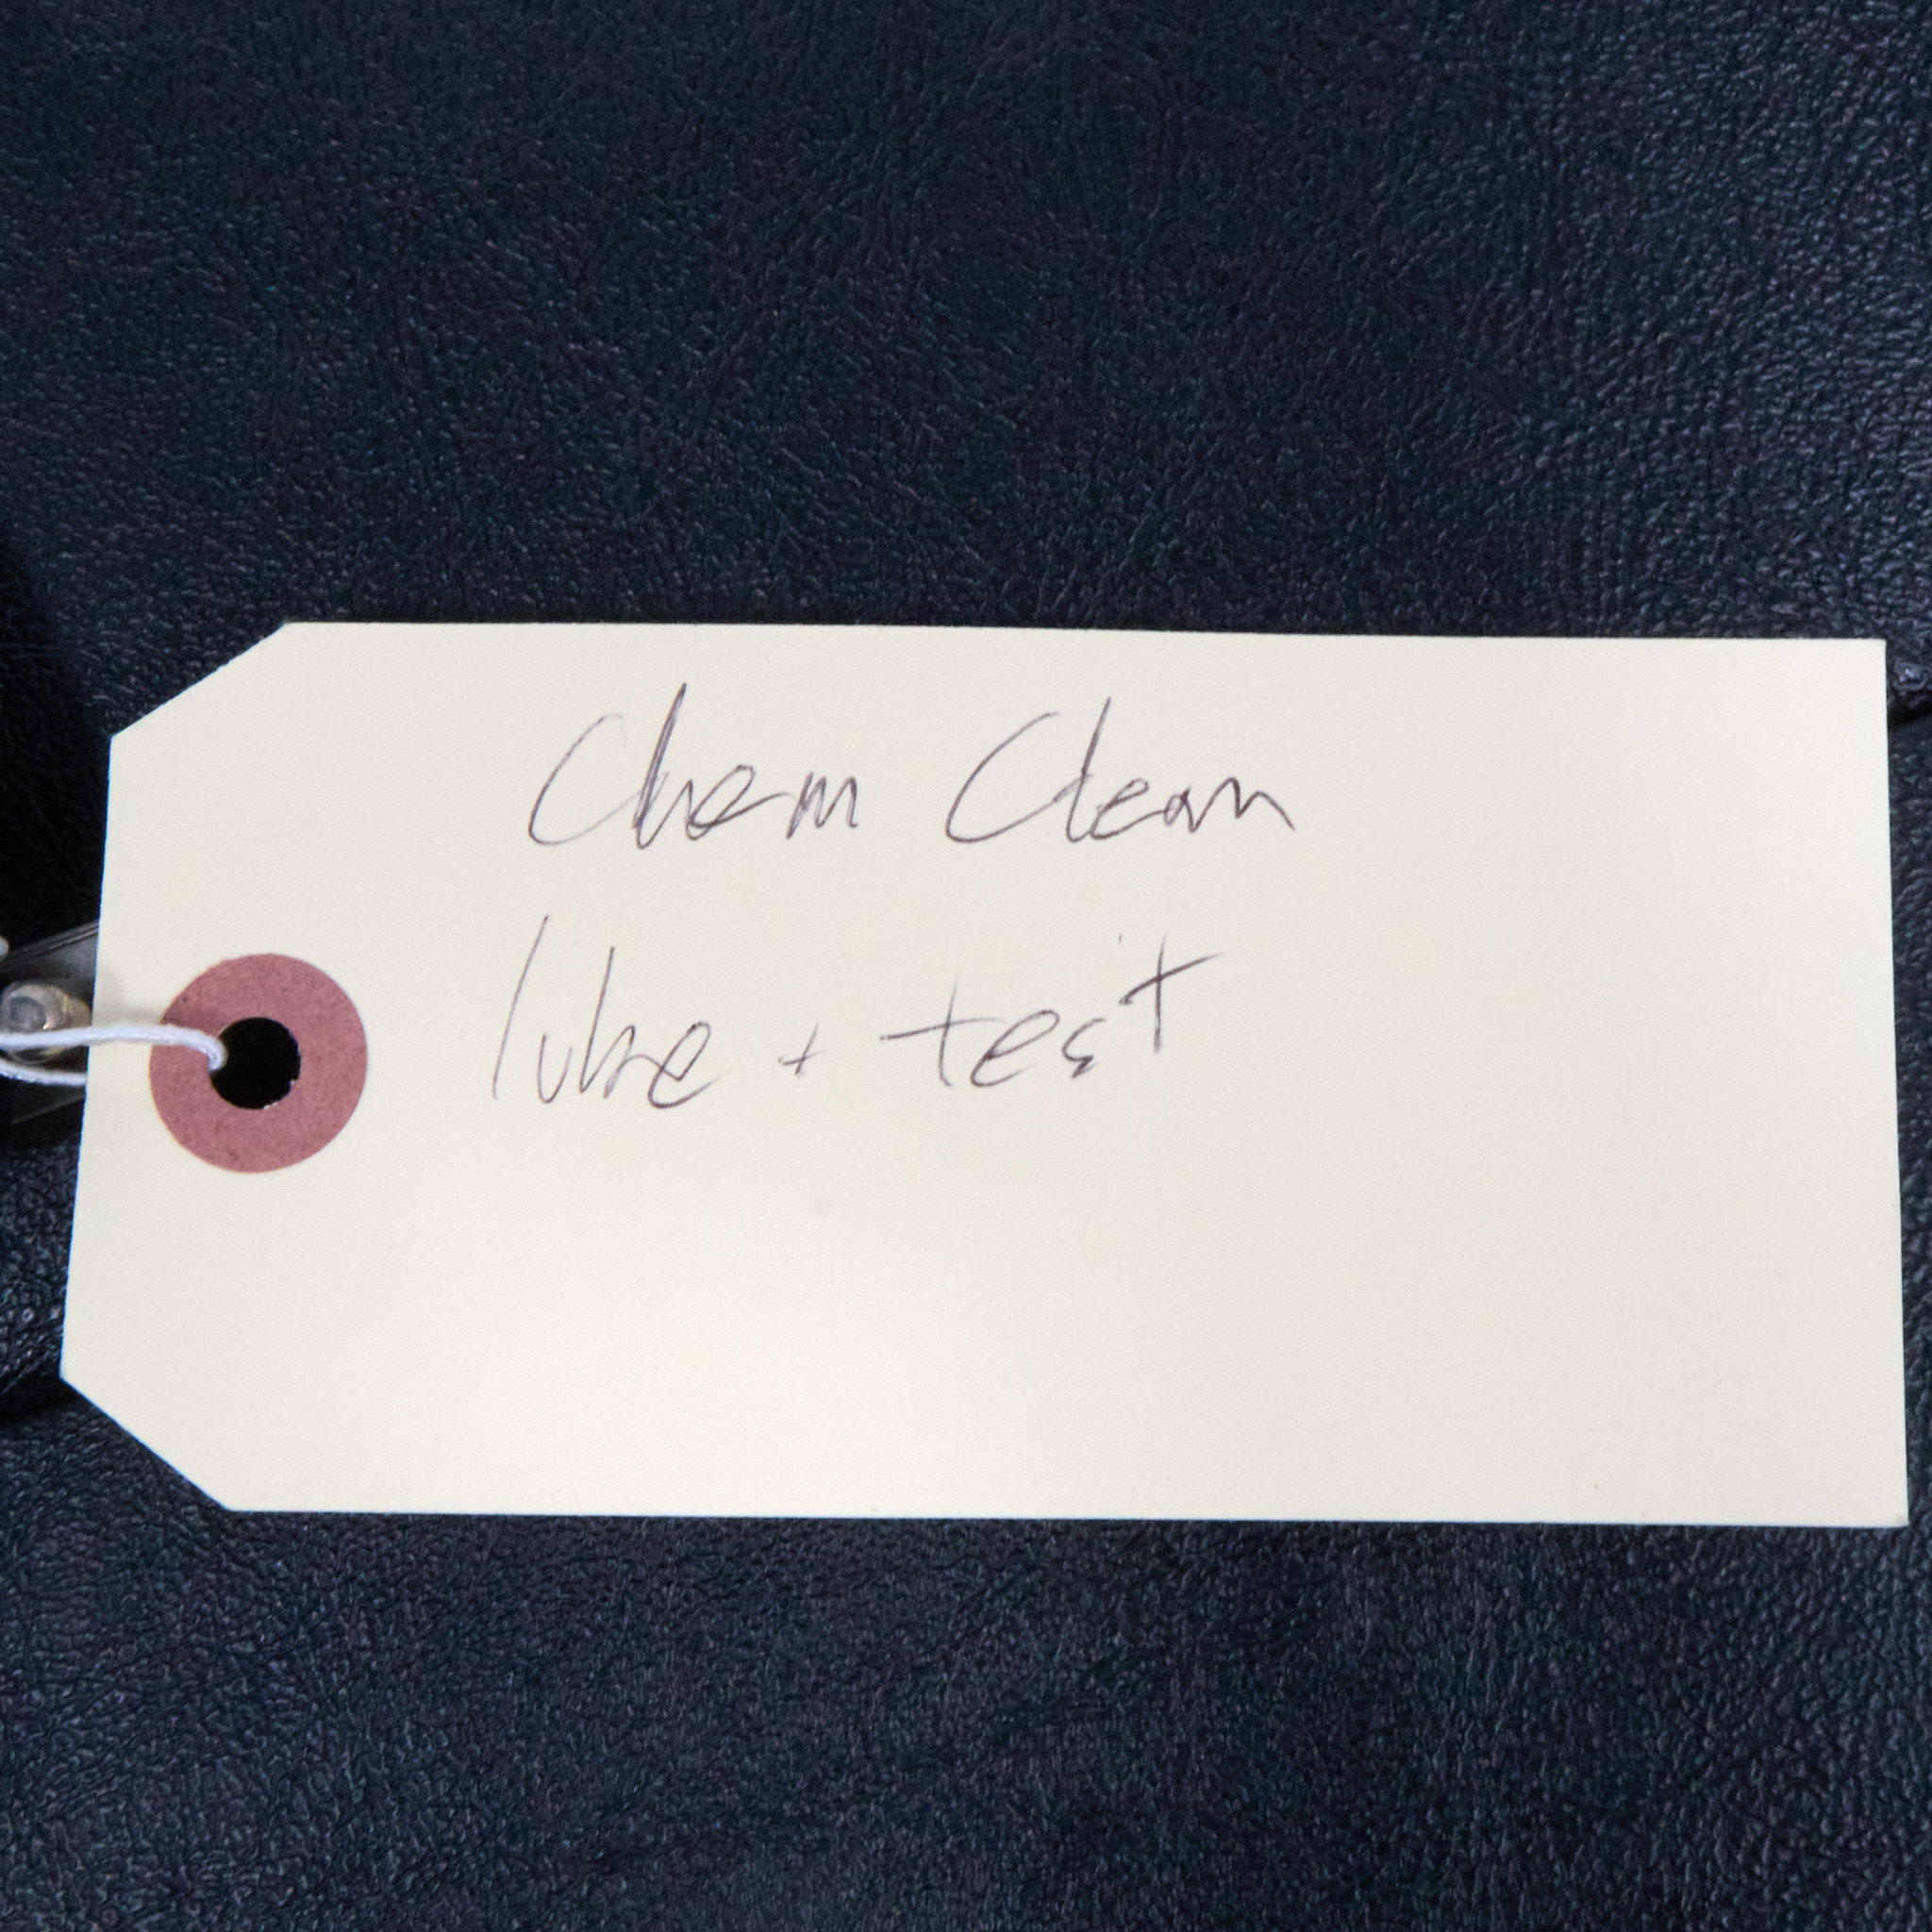 Chem Clean
lube + test